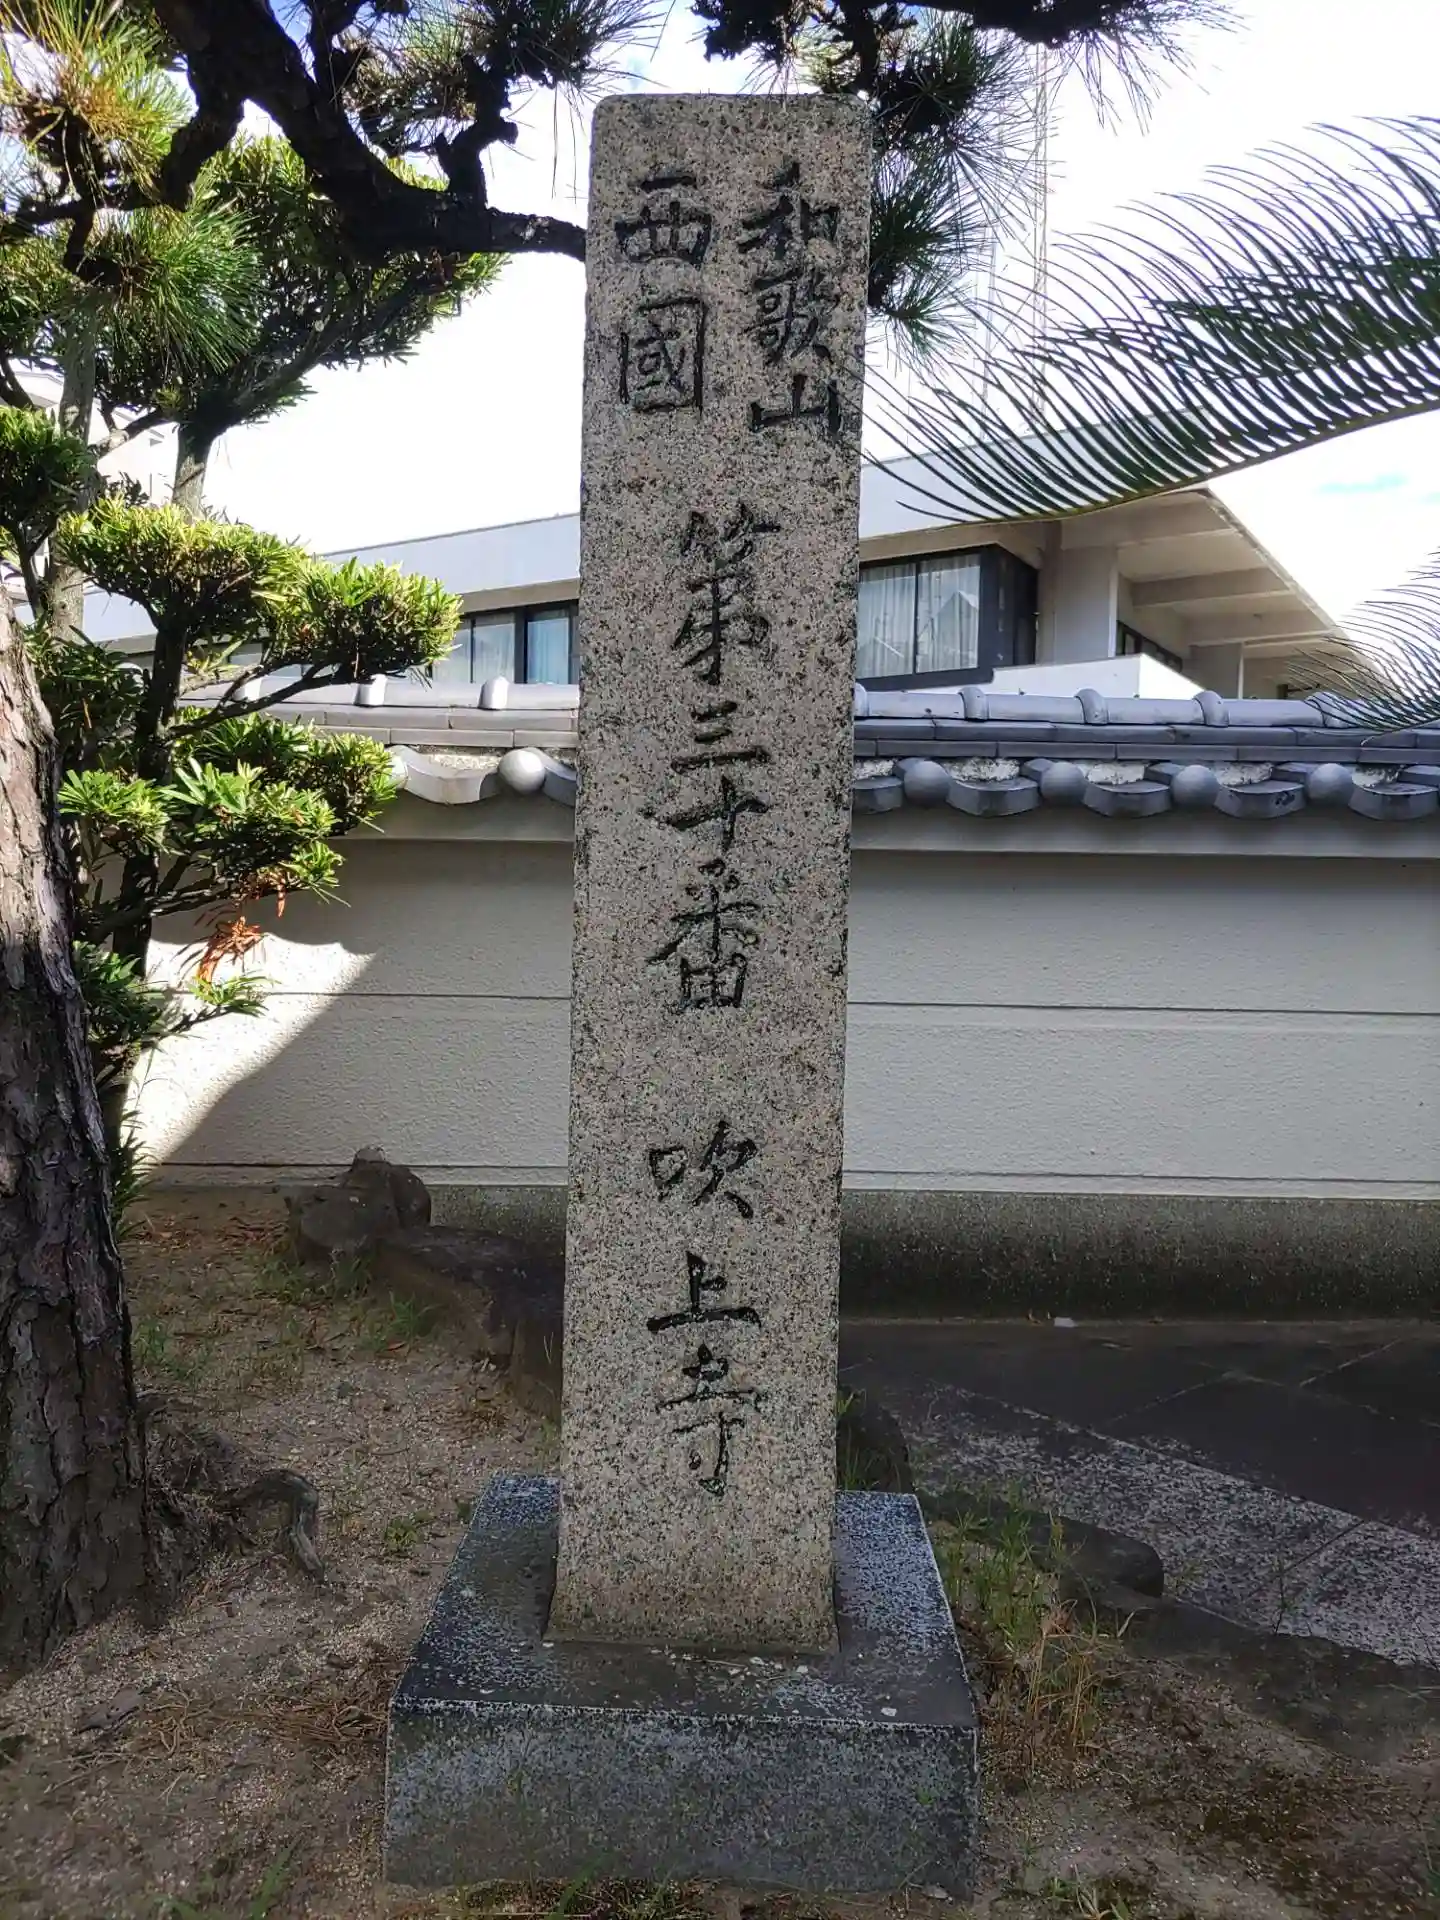 和歌山
西國
第三十番 吹上寺